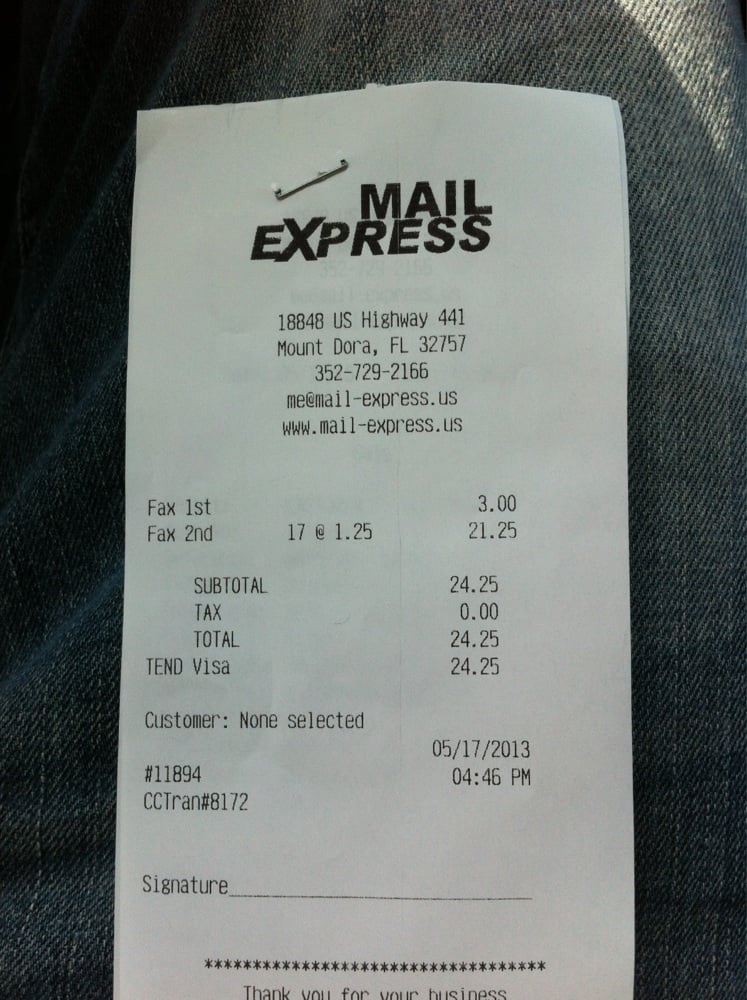 MAIL
EXPRESS
18848 US Highway 441
Mount Dora, FL 32757
352-729-2166
me@mail-express.us
www.mail-express.us
Fax 1st 3.00
Fax 2nd 17 @ 1.25 21.25
SUBTOTAL 24.25
TAX 0.00
TOTAL 24.25
TEND Visa 24.25
Customer: None selected
05/17/2013
#11894 04:46 PM
CCTran#8172
Signature
***********************************
Thank you for your business